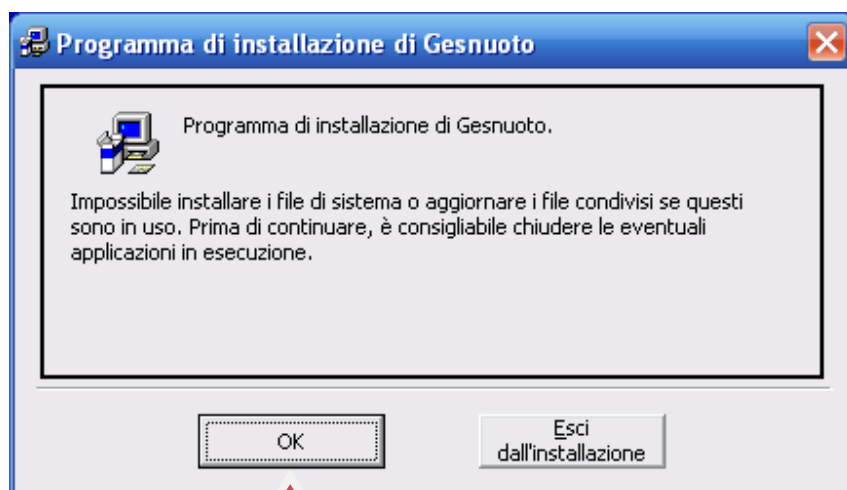 Programma di installazione di Gesnuoto
Programma di installazione di Gesnuoto.
Impossibile installare i file di sistema o aggiornare i file condivisi se questi
sono in uso. Prima di continuare, è consigliabile chiudere le eventuali
applicazioni in esecuzione.
OK
Esci
dall'installazione